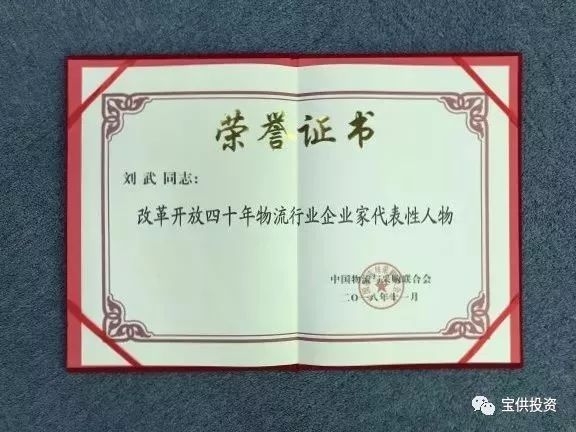 荣誉证书
刘武 同志：
改革开放四十年物流行业企业家代表性人物
中国物流与采购联合会
二〇一八年十一月
宝供投资